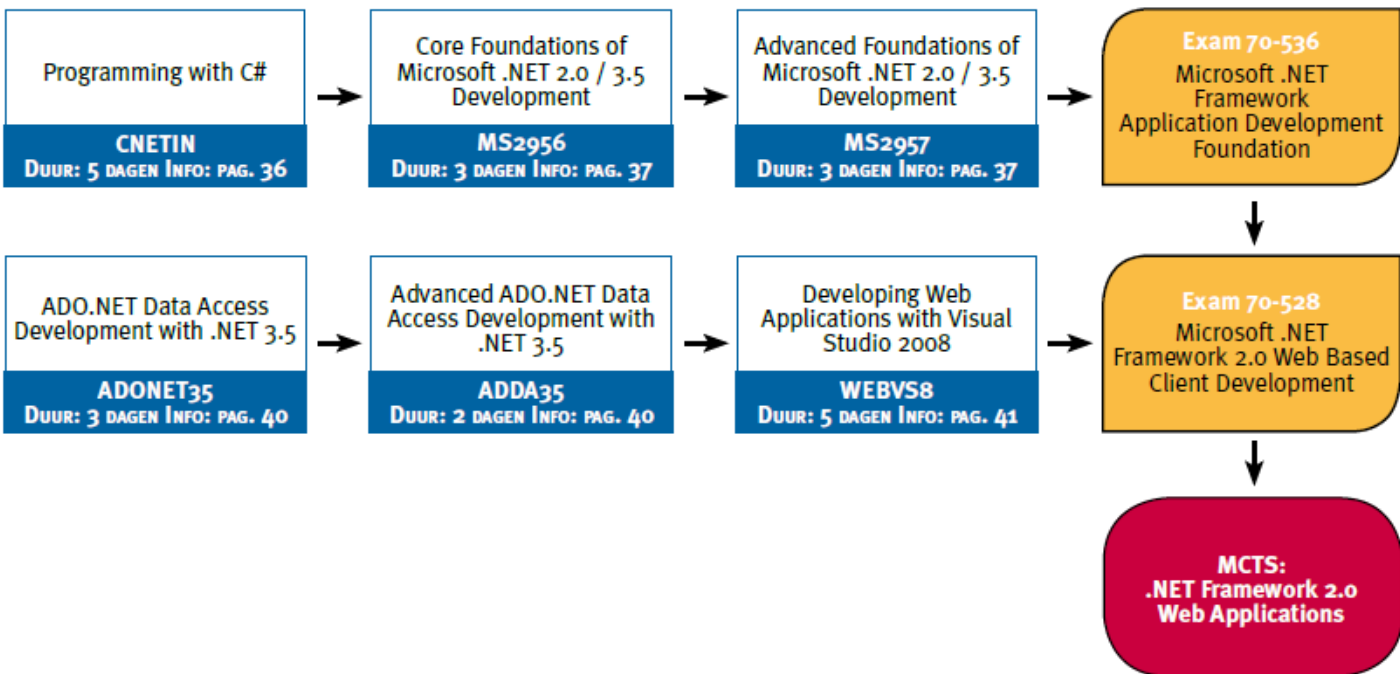 Programming with C#
CNETIN
Duur: 5 dagen Info: pag. 36
Core Foundations of
Microsoft .NET 2.0 / 3.5
Development
MS2956
Duur: 3 dagen Info: pag. 37
Advanced Foundations of
Microsoft .NET 2.0 / 3.5
Development
MS2957
Duur: 3 dagen Info: pag. 37
Exam 70-536
Microsoft .NET
Framework
Application Development
Foundation
ADO.NET Data Access
Development with .NET 3.5
ADONET35
Duur: 3 dagen Info: pag. 40
Advanced ADO.NET Data
Access Development with
.NET 3.5
ADDA35
Duur: 2 dagen Info: pag. 40
Developing Web
Applications with Visual
Studio 2008
WEBVS8
Duur: 5 dagen Info: pag. 41
Exam 70-528
Microsoft .NET
Framework 2.0 Web Based
Client Development
MCTS:
.NET Framework 2.0
Web Applications